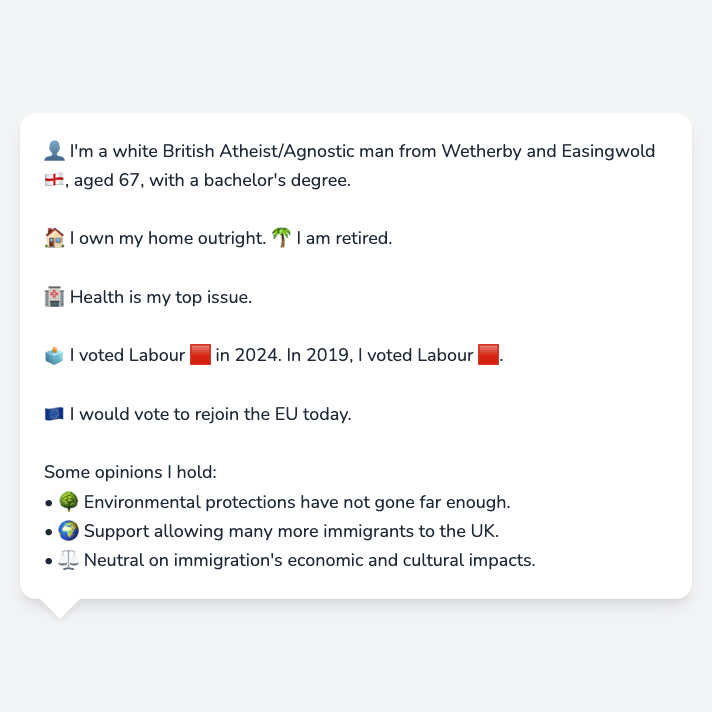 👤 I'm a white British Atheist/Agnostic man from Wetherby and Easingwold
🏴󠁧󠁢󠁥󠁮󠁧󠁿, aged 67, with a bachelor's degree.
🏠 I own my home outright. 🌴 I am retired.
🏥 Health is my top issue.
🗳️ I voted Labour 🟥 in 2024. In 2019, I voted Labour 🟥.
🇪🇺 I would vote to rejoin the EU today.
Some opinions I hold:
• 🌳 Environmental protections have not gone far enough.
• 🌍 Support allowing many more immigrants to the UK.
• ⚖️ Neutral on immigration's economic and cultural impacts.